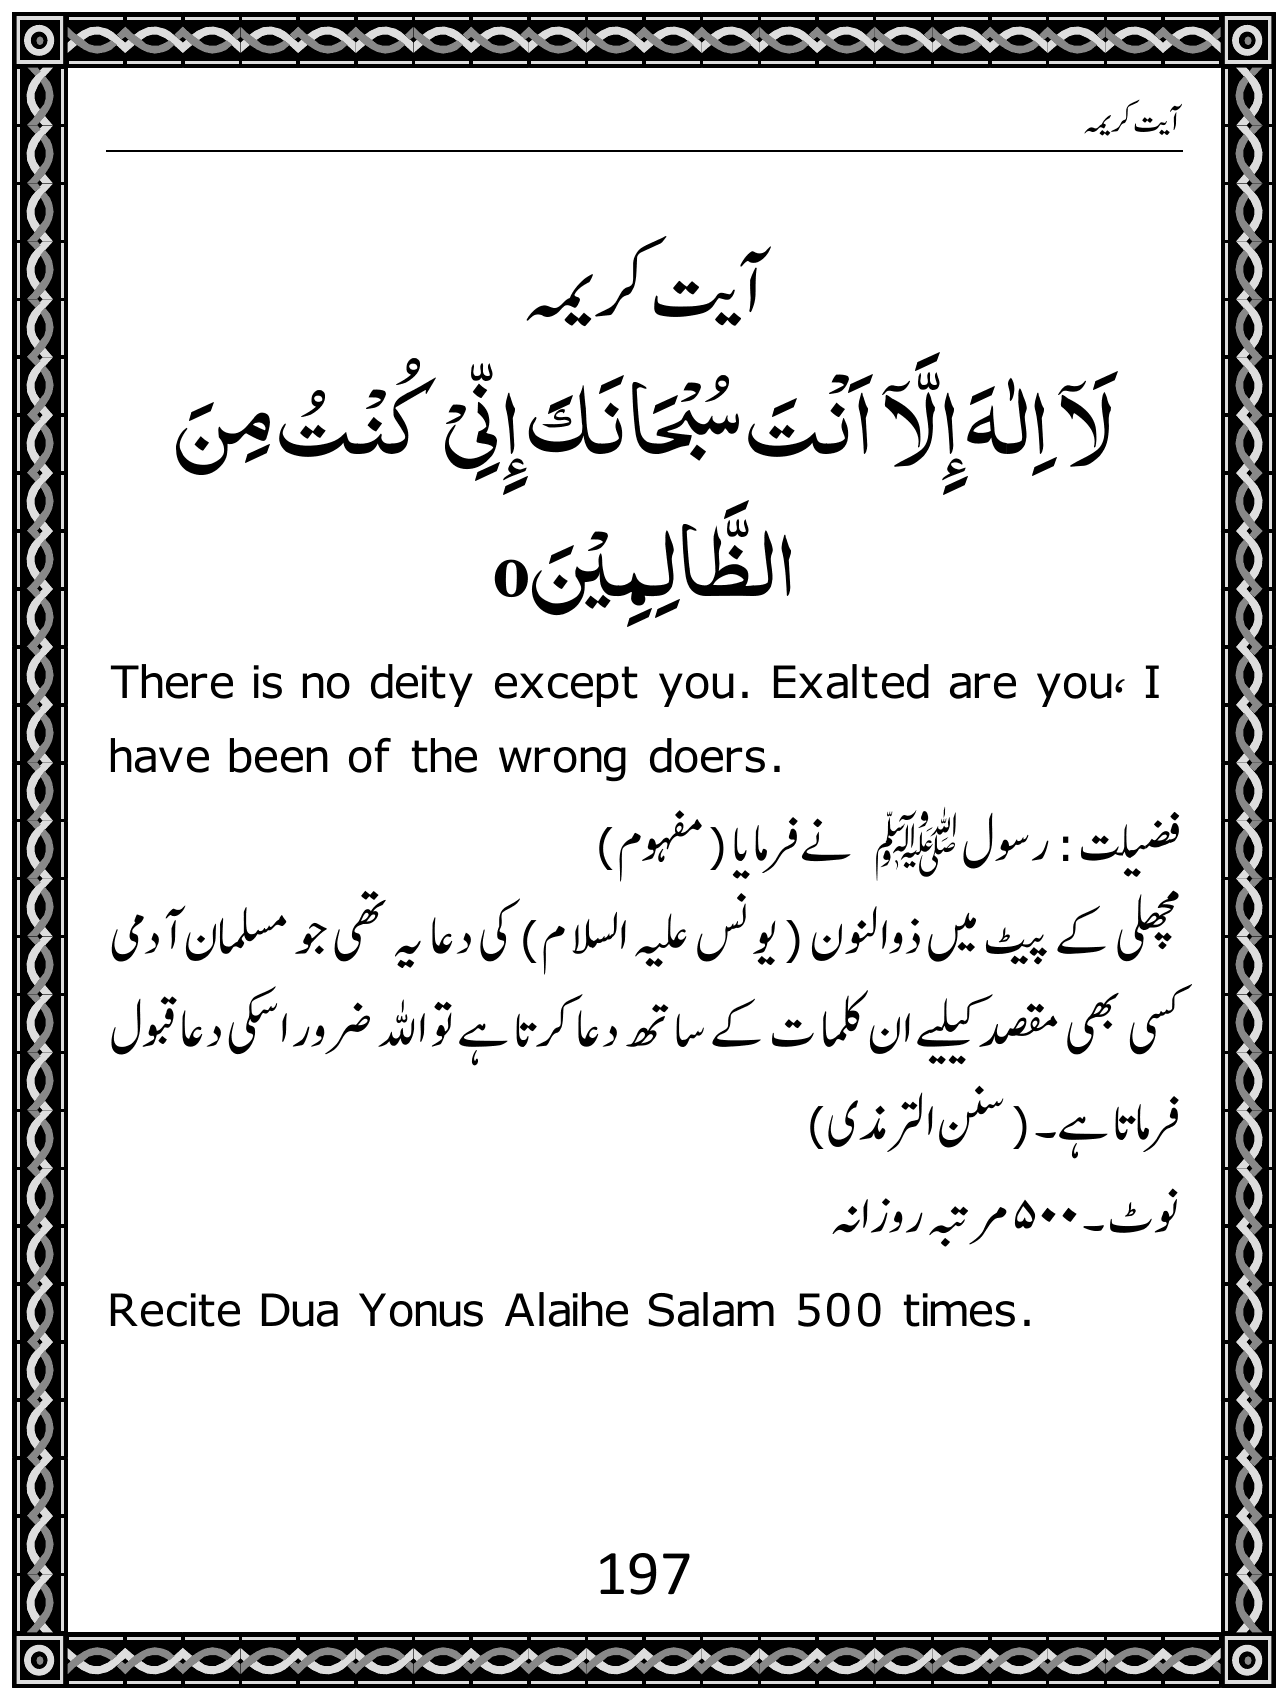 آیت کریمہ
آیت کریمہ
لَآ اِلٰہَ اِلَّآ اَنْتَ سُبْحَانَكَ اِنِّیْ كُنْتُ مِنَ
الظَّالِمِیْنَo
There is no deity except you. Exalted are you، I
have been of the wrong doers.
فضیلت : رسول ﷺ نے فرمایا (مفہوم)
مچھلی کے پیٹ میں ذوالنون (یونس علیہ السلام) کی دعا یہ تھی جو مسلمان آدمی
کسی بھی مقصد کیلیے ان کلمات کے ساتھ دعا کرتا ہے تو اللہ ضرور اسکی دعا قبول
فرماتا ہے۔ (سنن الترمذی)
نوٹ۔ ۵۰۰ مرتبہ روزانہ
Recite Dua Yonus Alaihe Salam 500 times.
197